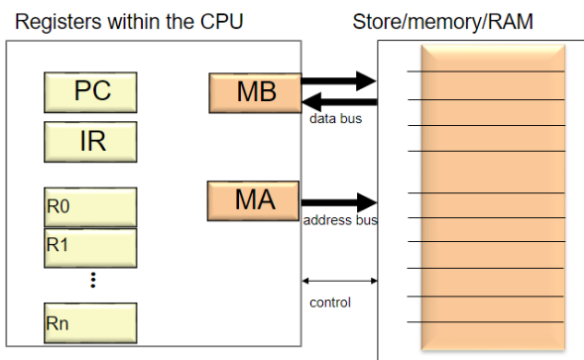 Registers within the CPU
Store/memory/RAM
PC
MB
data bus
IR
MA
R0
address bus
R1
⋮
control
Rn